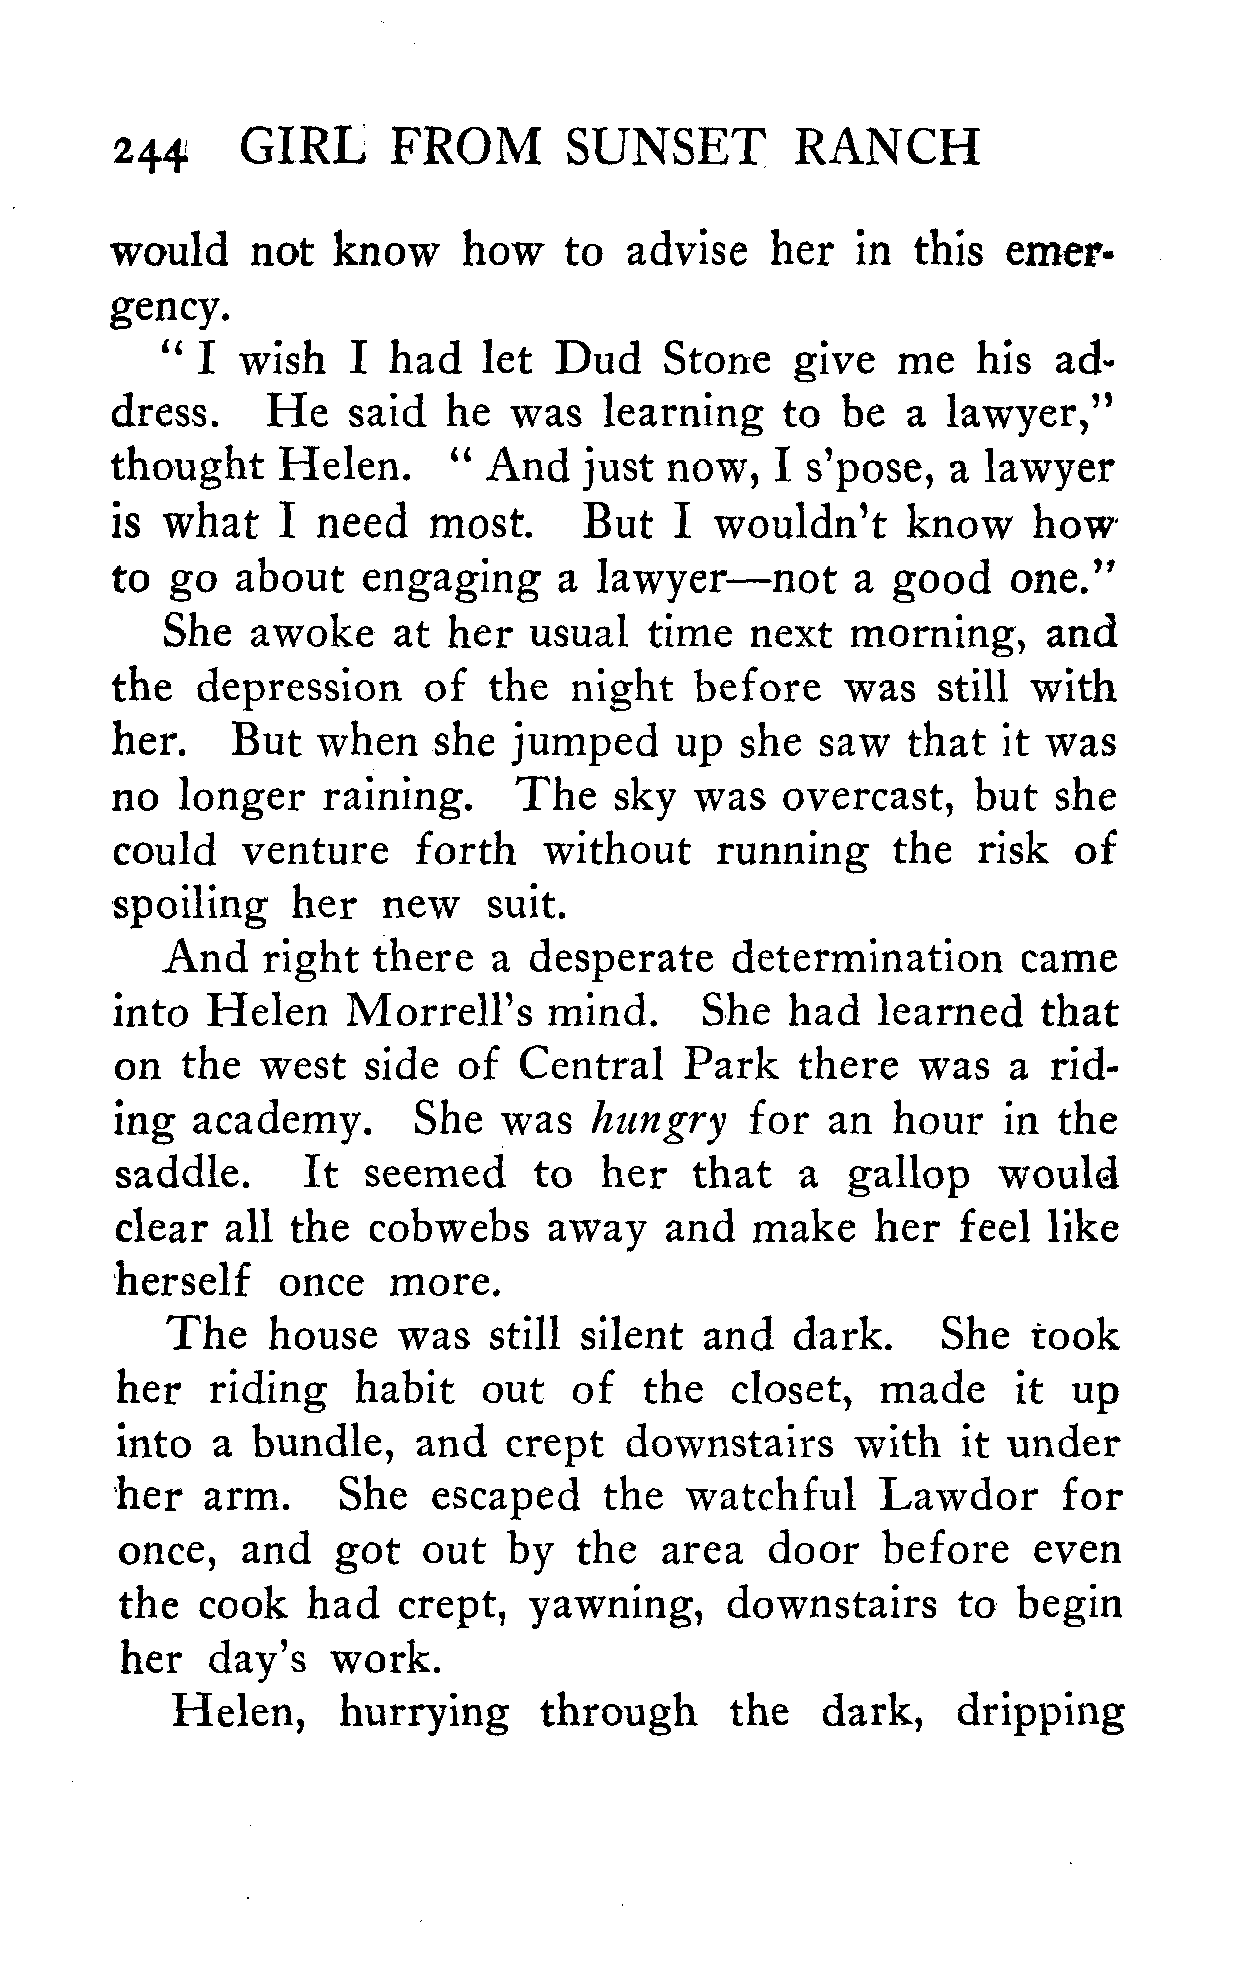 244 GIRL FROM SUNSET RANCH
would not know how to advise her in this emer-
gency.
" I wish I had let Dud Stone give me his ad-
dress. He said he was learning to be a lawyer,"
thought Helen. " And just now, I s'pose, a lawyer
is what I need most. But I wouldn't know how
to go about engaging a lawyer—not a good one."
She awoke at her usual time next morning, and
the depression of the night before was still with
her. But when she jumped up she saw that it was
no longer raining. The sky was overcast, but she
could venture forth without running the risk of
spoiling her new suit.
And right there a desperate determination came
into Helen Morrell's mind. She had learned that
on the west side of Central Park there was a rid-
ing academy. She was hungry for an hour in the
saddle. It seemed to her that a gallop would
clear all the cobwebs away and make her feel like
herself once more.
The house was still silent and dark. She took
her riding habit out of the closet, made it up
into a bundle, and crept downstairs with it under
her arm. She escaped the watchful Lawdor for
once, and got out by the area door before even
the cook had crept, yawning, downstairs to begin
her day's work.
Helen, hurrying through the dark, dripping